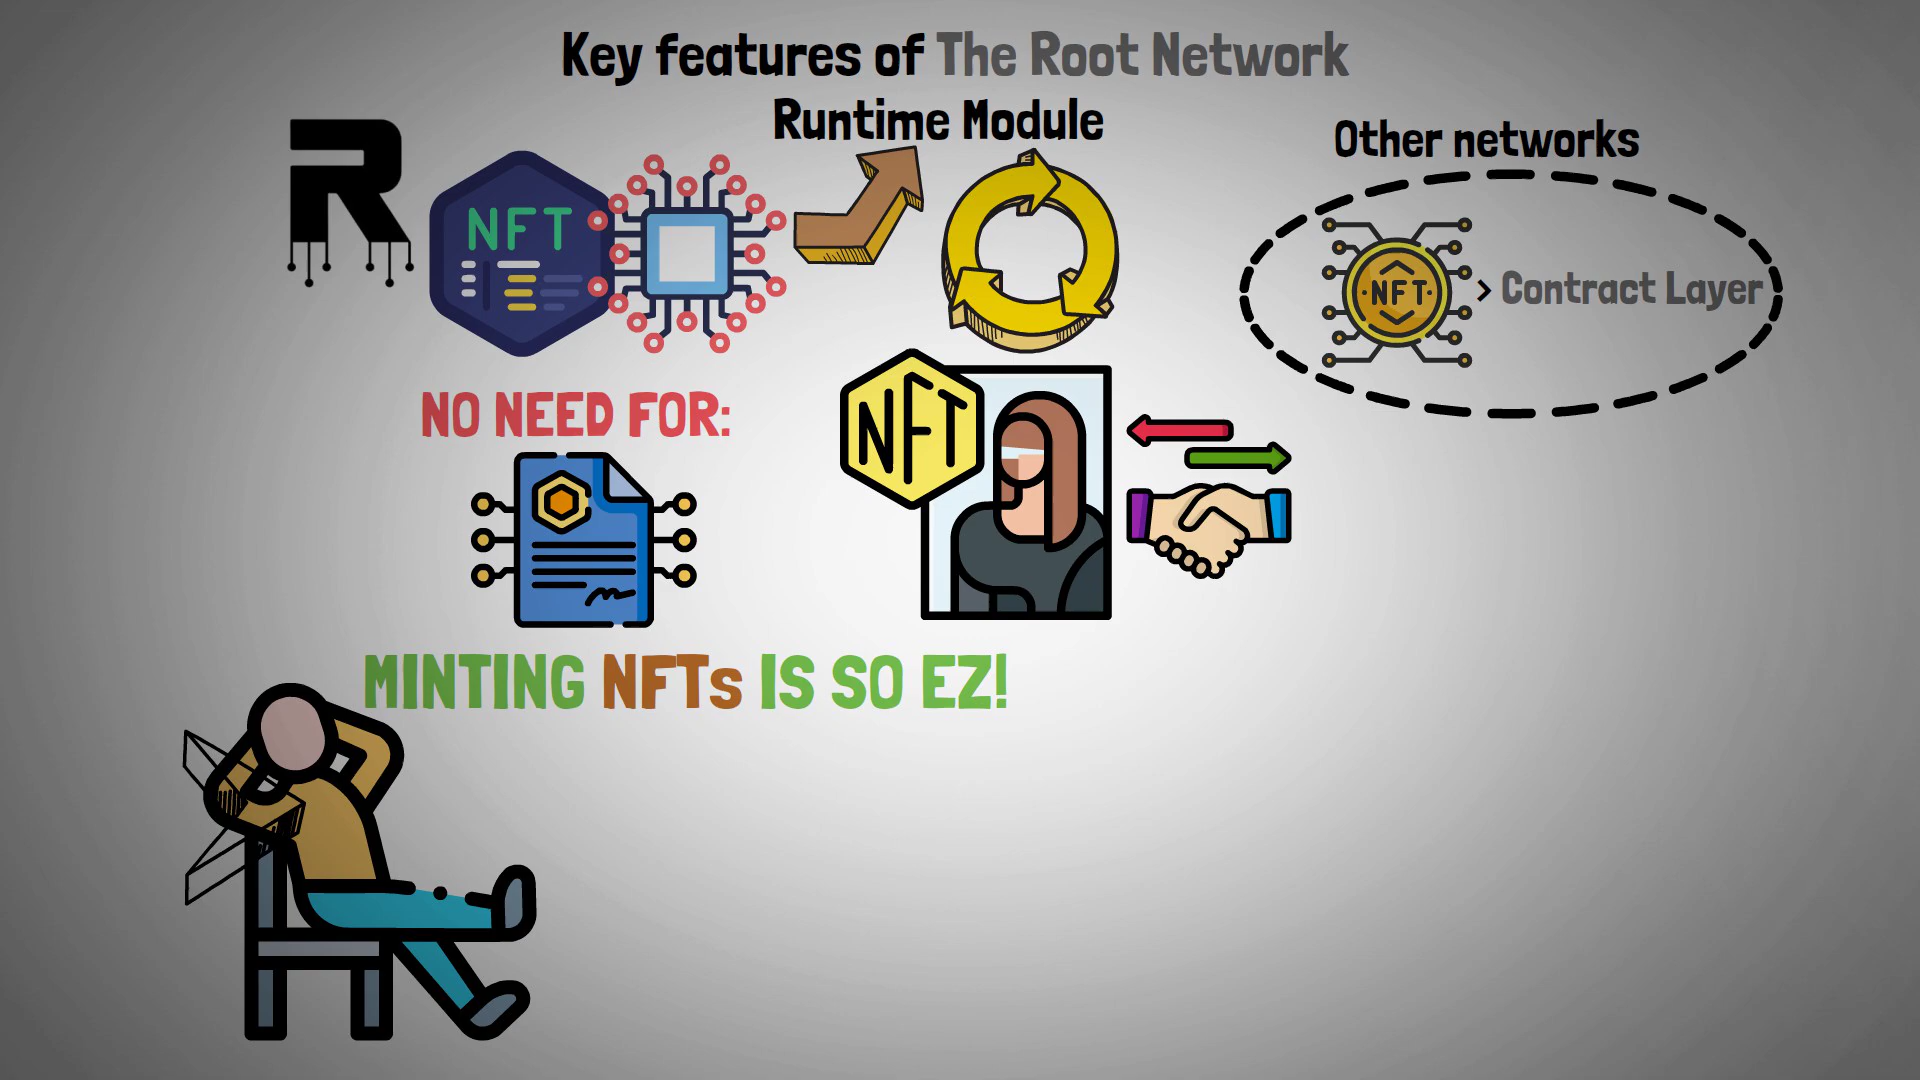 Key features of The Root Network
Runtime Module
Other networks
R
NFT
NFT
> Contract Layer
NO NEED FOR:
NFT
MINTING NFTs IS SO EZ!